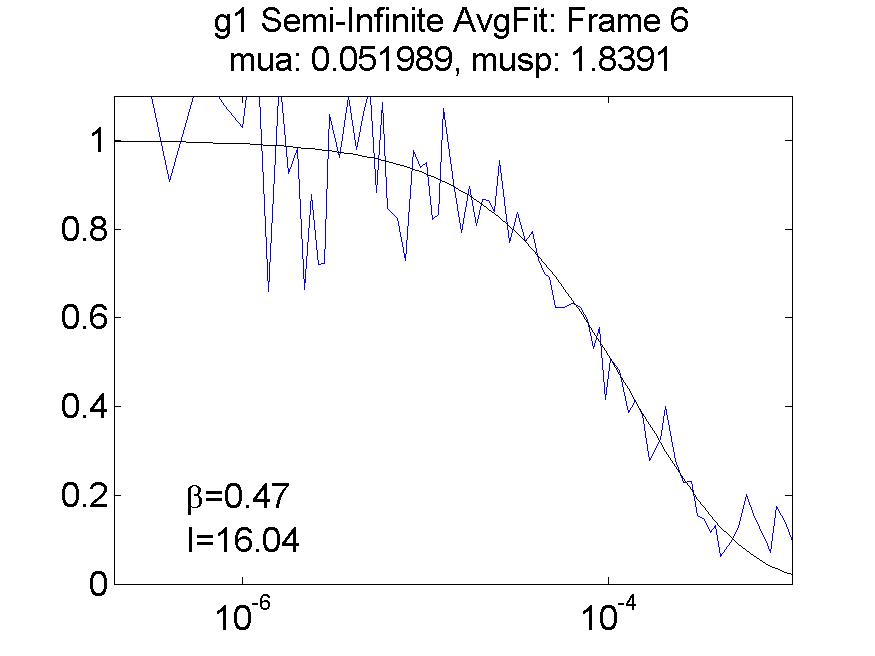 g1 Semi-Infinite AvgFit: Frame 6
mua: 0.051989, musp: 1.8391
1
0.8
0.6
0.4
0.2
0
β=0.47
I=16.04
10^-6
10^-4